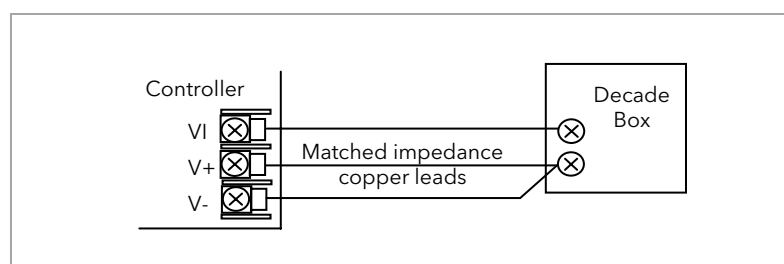 Controller
Decade
Box
VI
V+
V-
Matched impedance
copper leads